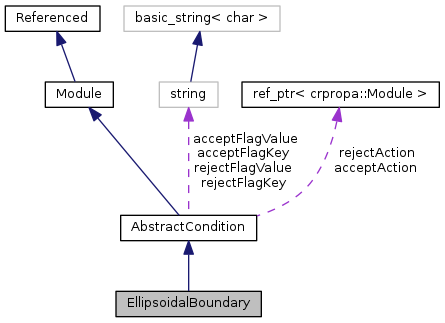 Referenced
basic_string< char >
Module
string
ref_ptr< crpropa::Module >
acceptFlagValue
acceptFlagKey
rejectFlagValue
rejectFlagKey
rejectAction
acceptAction
AbstractCondition
EllipsoidalBoundary